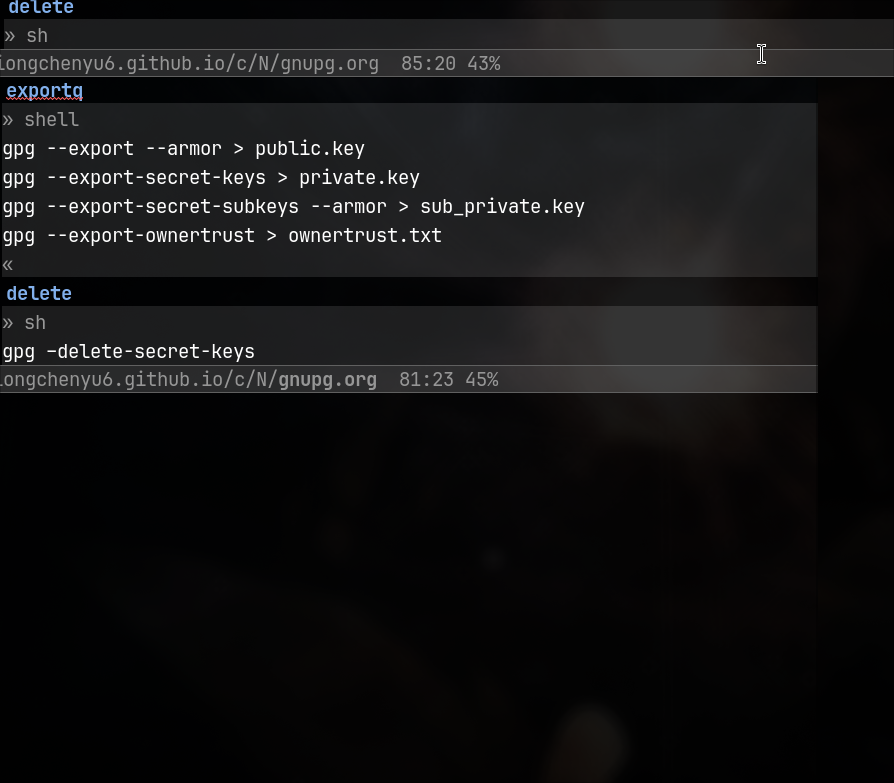 delete
» sh
iongchenyu6.github.io/c/N/gnupg.org 85:20 43%
exportq
» shell
gpg --export --armor > public.key
gpg --export-secret-keys > private.key
gpg --export-secret-subkeys --armor > sub_private.key
gpg --export-ownertrust > ownertrust.txt
«
delete
» sh
gpg –delete-secret-keys
longchenyu6.github.io/c/N/gnupg.org 81:23 45%